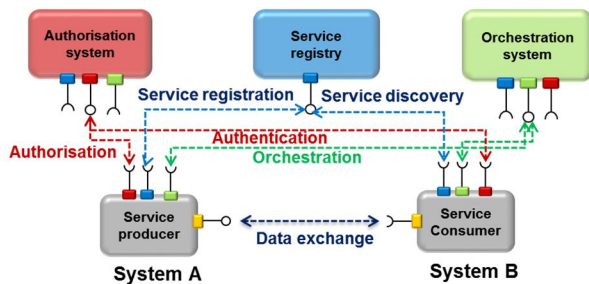 Authorisation
system
Service
registry
Orchestration
system
Service registration
Service discovery
Authentication
Authorisation
Orchestration
Service
producer
Service
Consumer
Data exchange
System A
System B